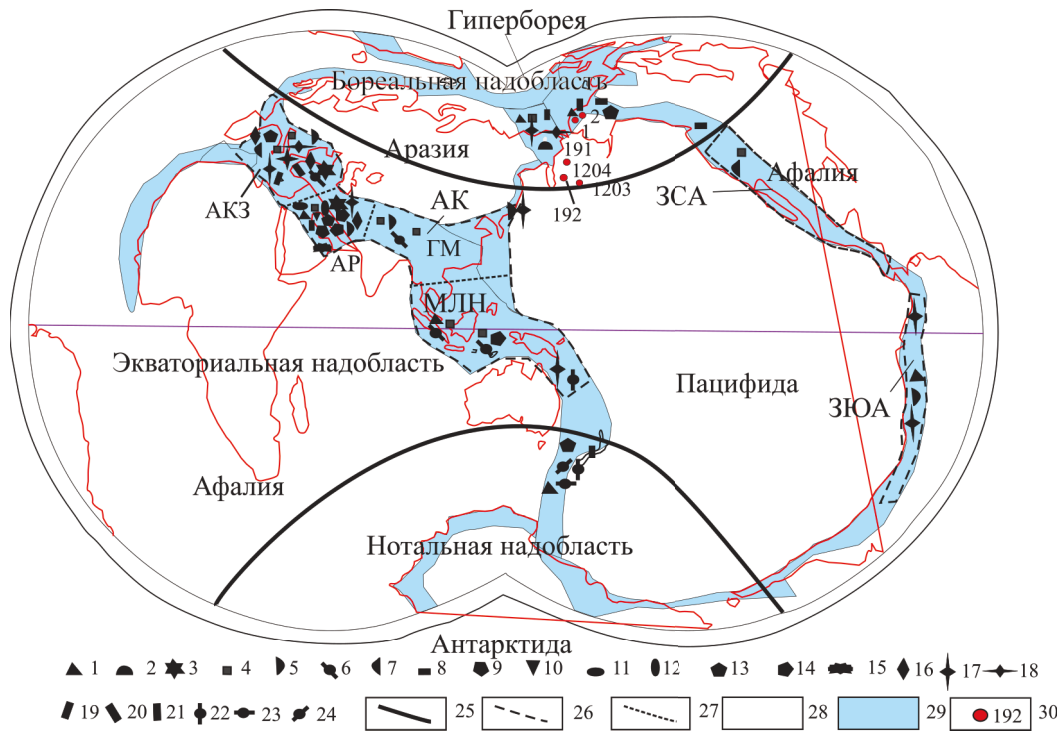 Гиперборея
Бореальная надобласть
2
1
Аразия
191
1204
Афалия
ЗСА
1203
АКЗ
АК
192
ГМ
АР
МЛН
Экваториальная надобласть
Пацифида
ЗЮА
Афалия
Нотальная надобласть
Антарктида
1 2 3 4 5 6 7 8 9 10 11 12 13 14 15 16 17 18
19 20 21 22 23 24 25 26 27 28 29 192 30